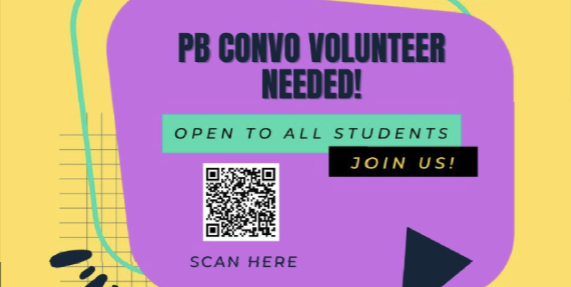 PB CONVO VOLUNTEER
NEEDED!
OPEN TO ALL STUDENTS
JOIN US!
SCAN HERE